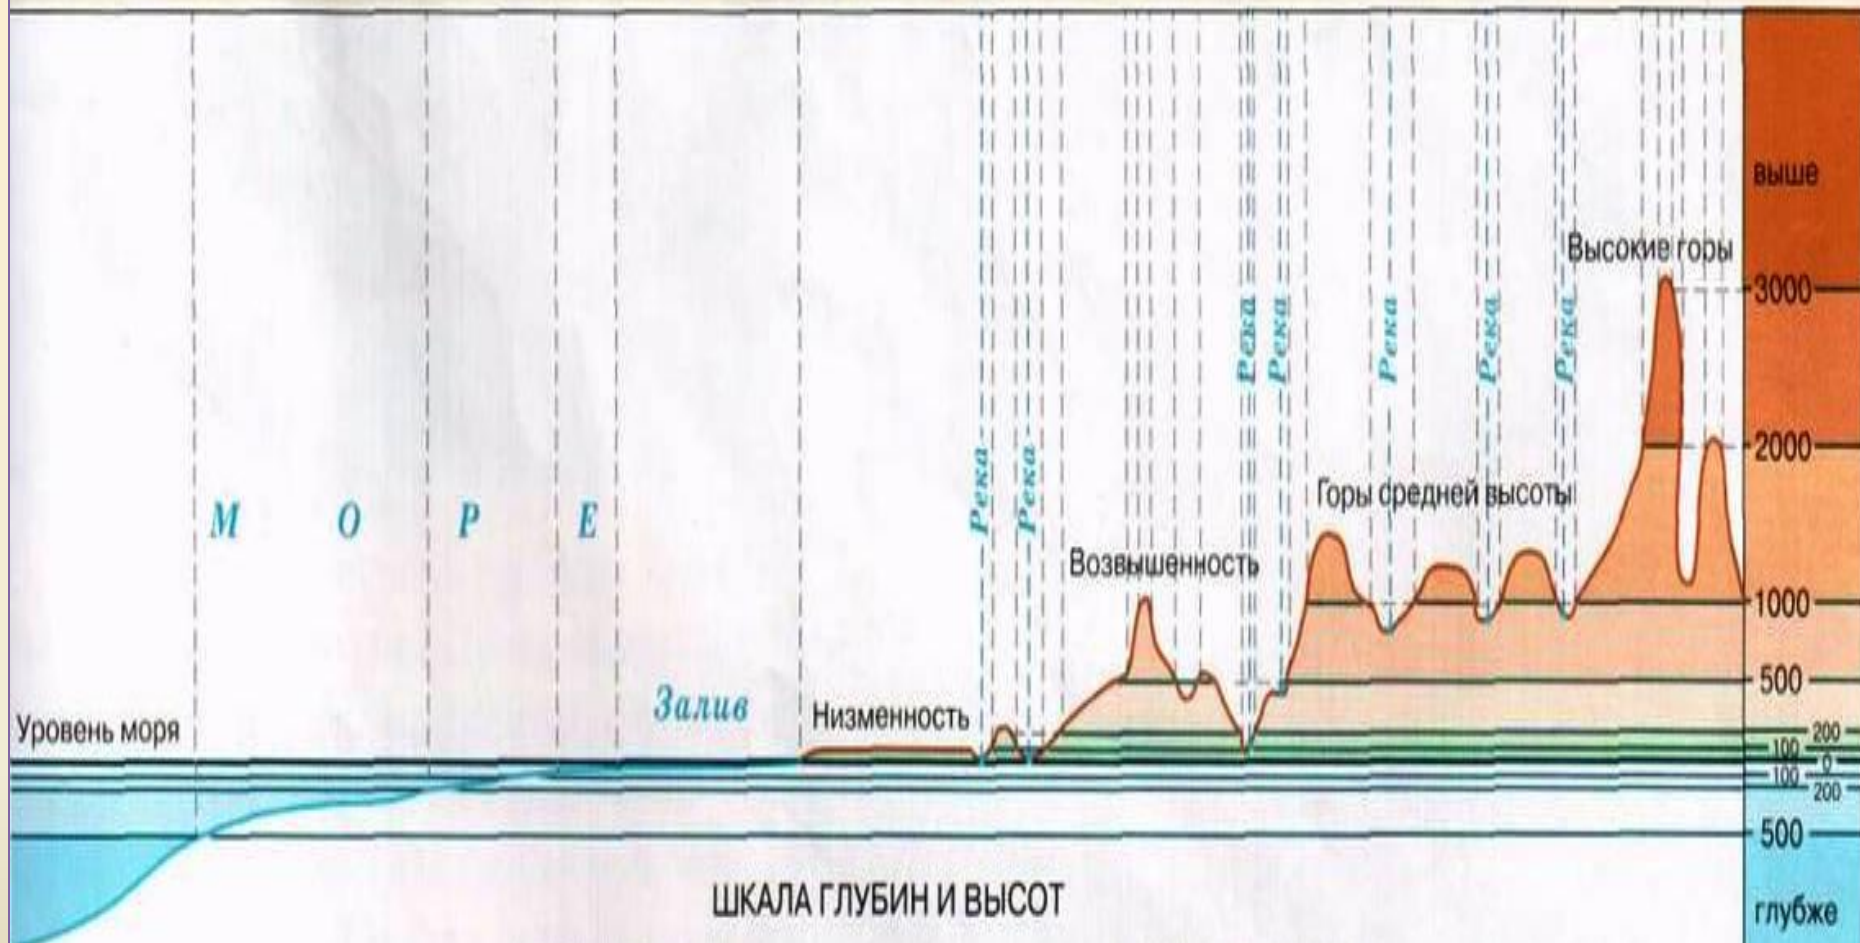 выше
Высокие горы
3000
Река
Река
Река
Река
Река
2000
Река
Река
Горы средней высоты
М О Р Е
Возвышенность
1000
500
Залив
Низменность
Уровень моря
200
100
0
100
200
500
ШКАЛА ГЛУБИН И ВЫСОТ
глубже